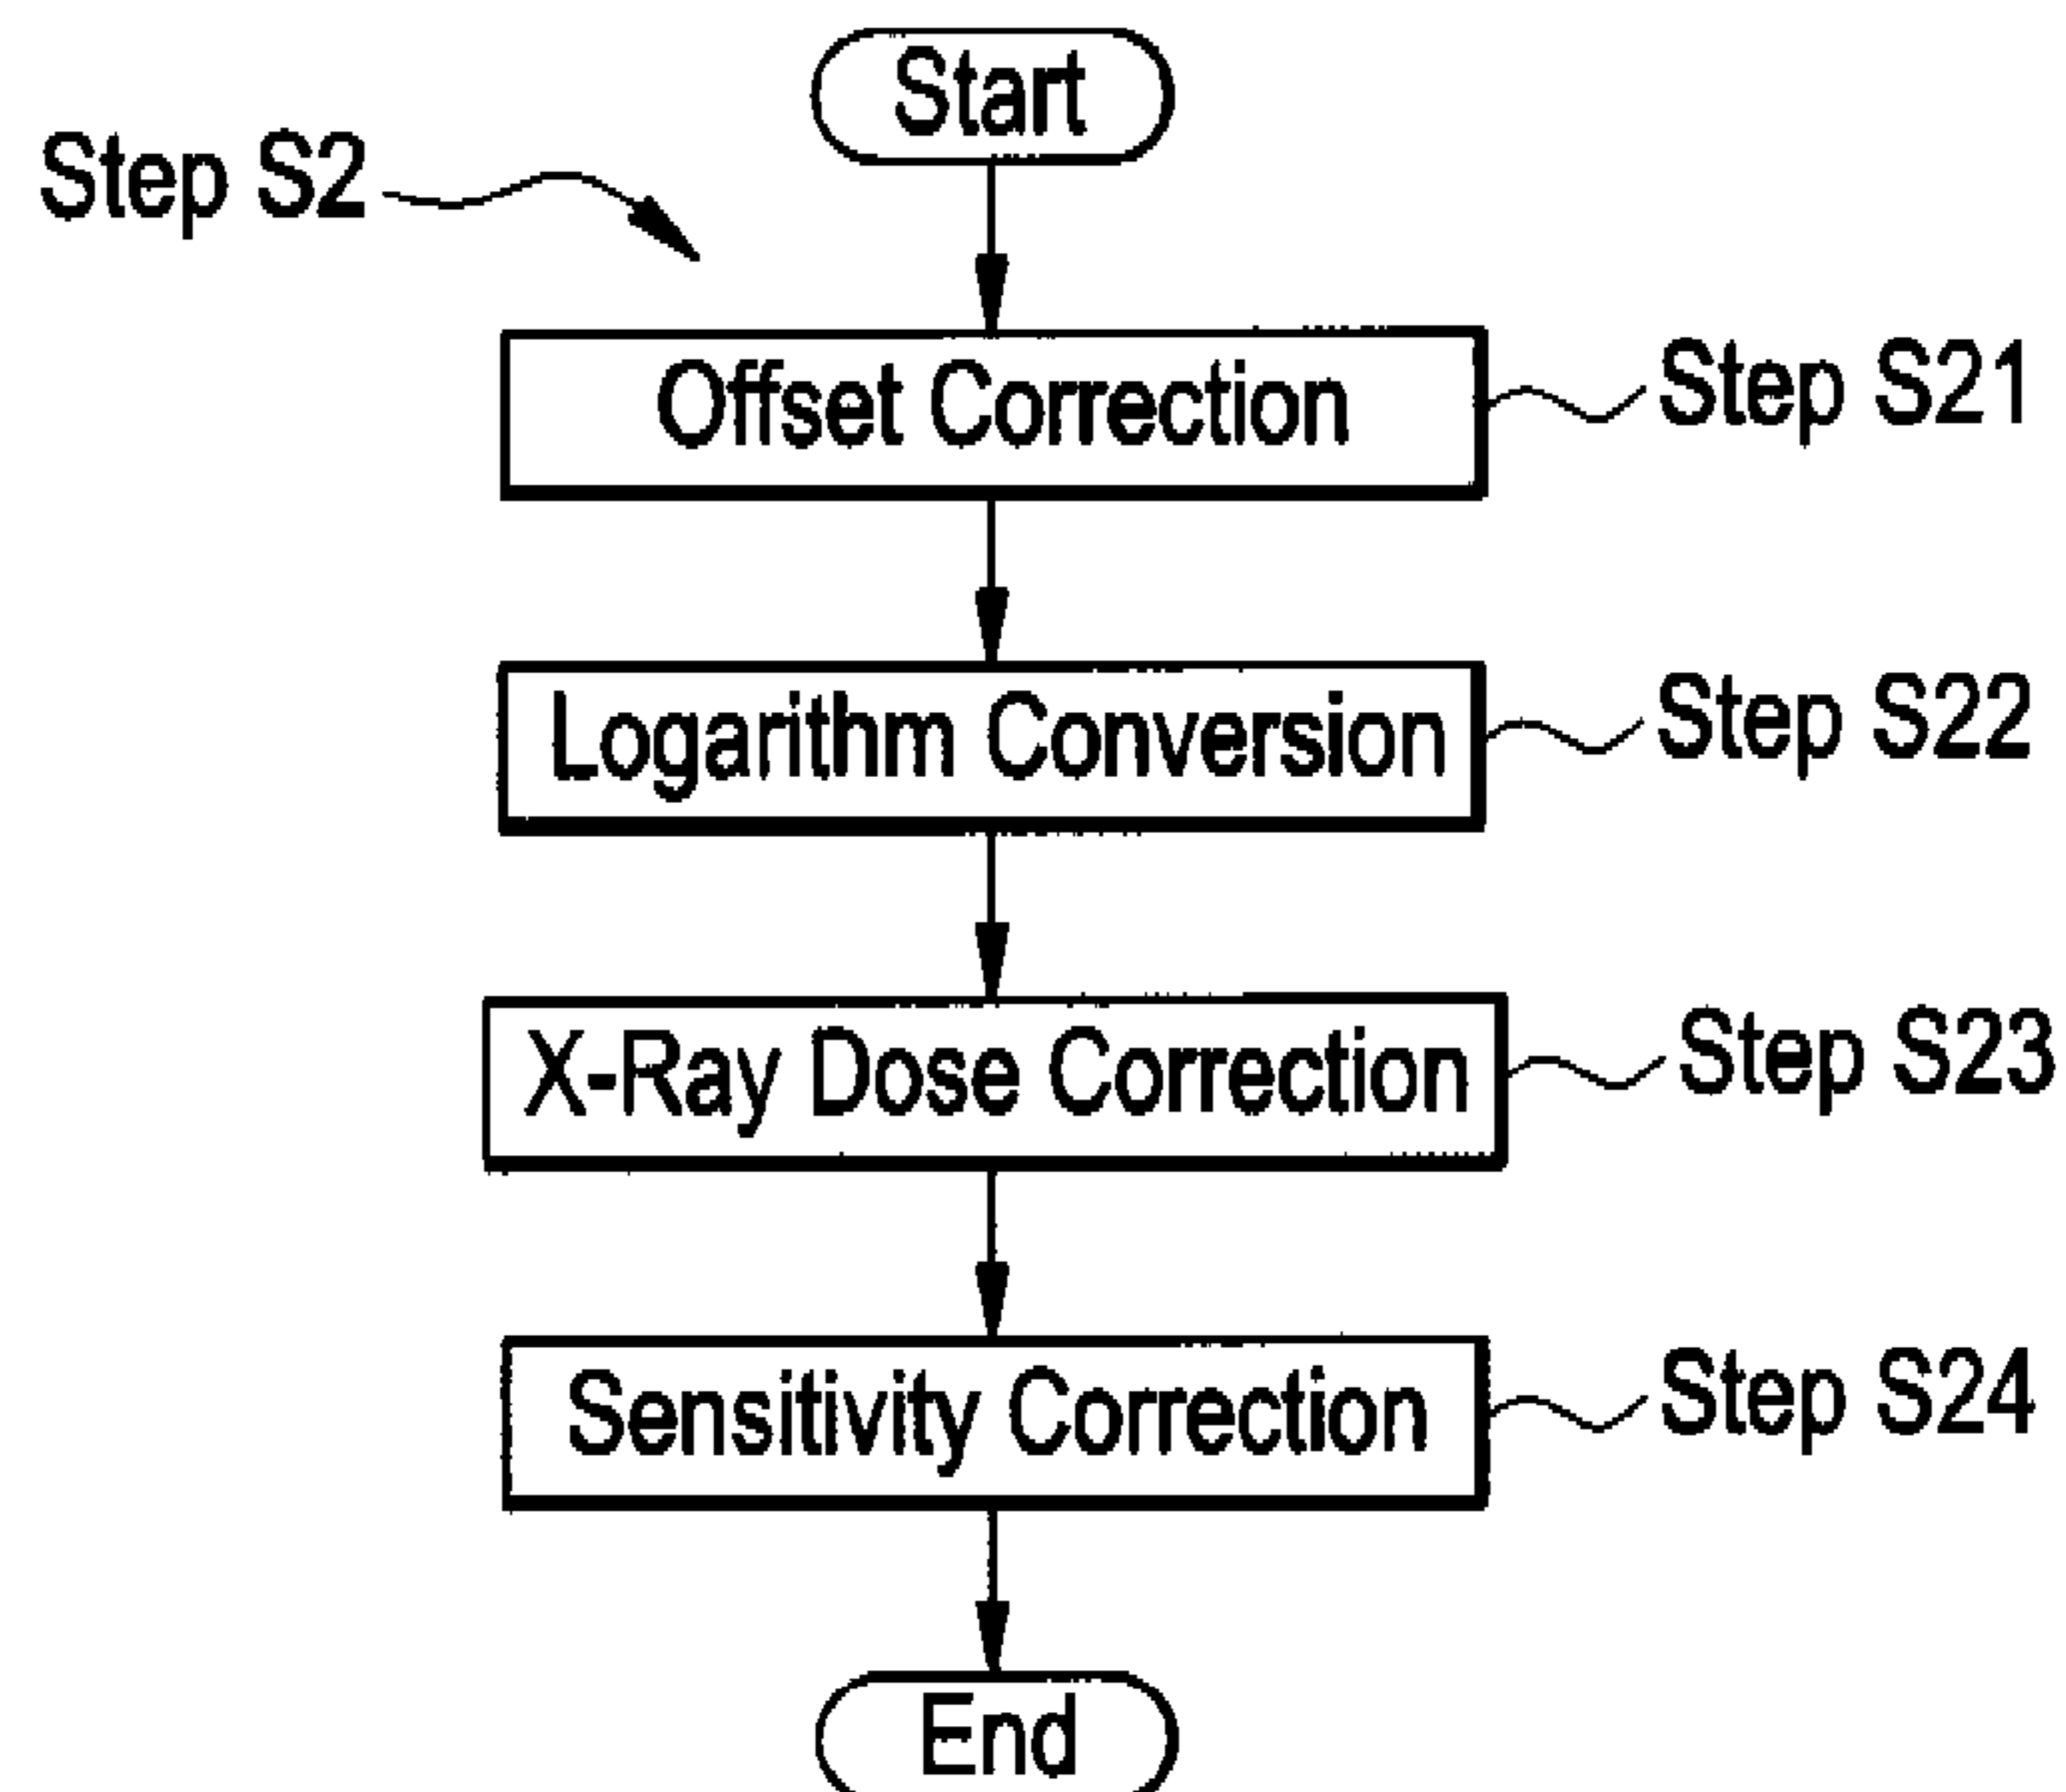 Start
Step S2
Offset Correction
Step S21
Logarithm Conversion
Step S22
X-Ray Dose Correction
Step S23
Sensitivity Correction
Step S24
End